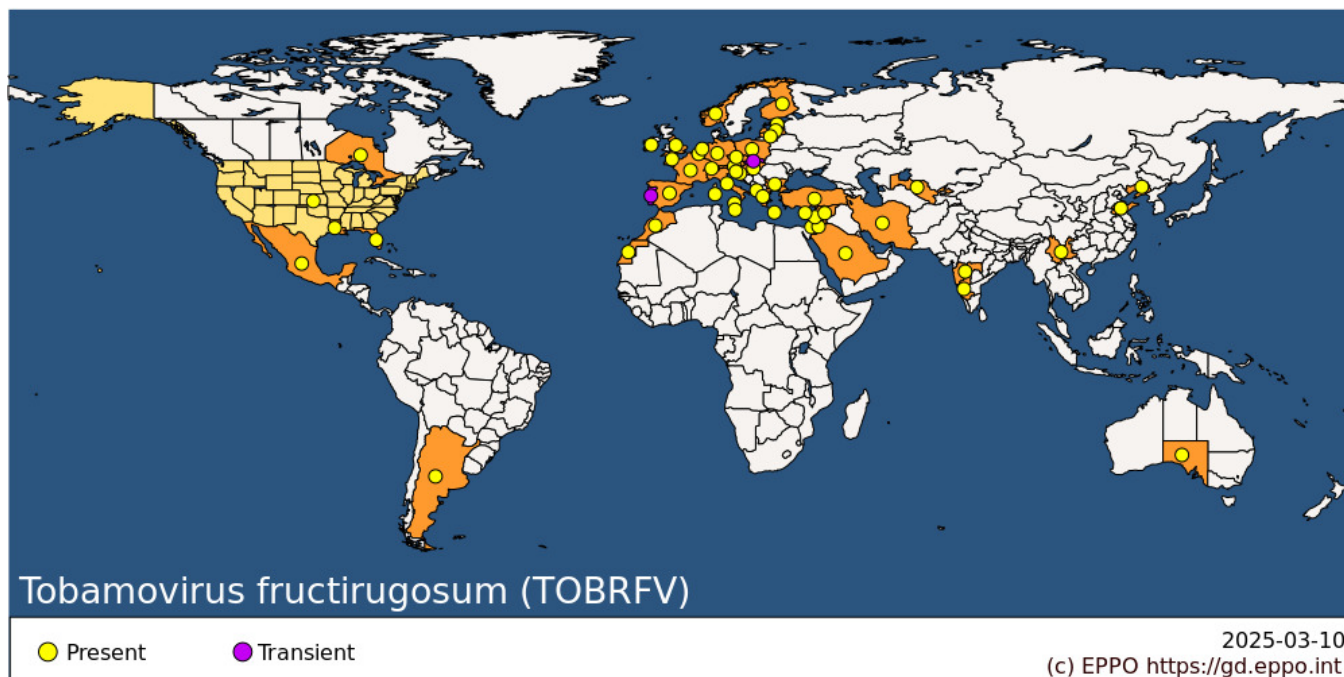 Tobamovirus fructirugosum (TOBRFV)
Present
Transient
2025-03-10
(c) EPPO https://gd.eppo.int